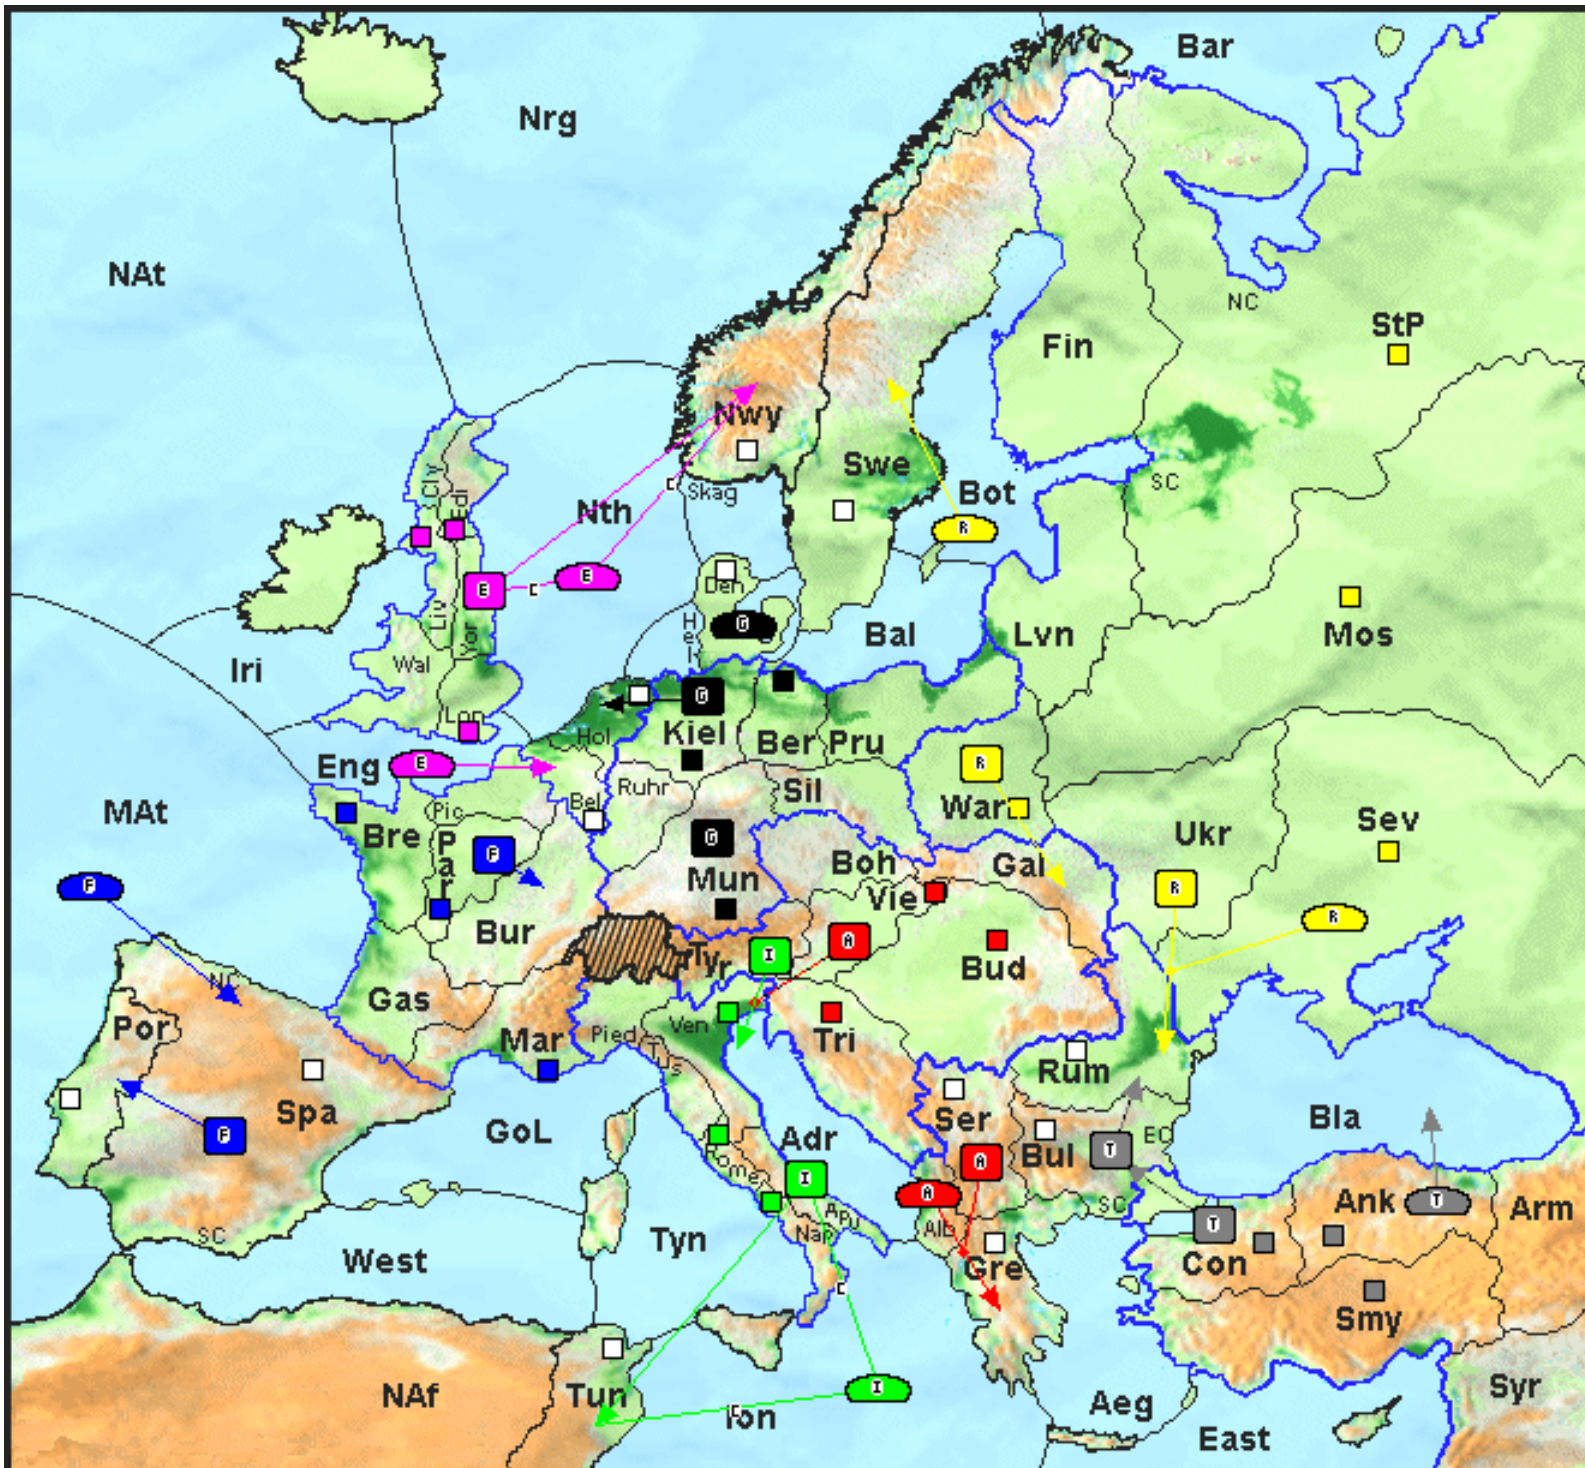 Bar
Nrg
NAt
NC
StP
Fin
Nwy
Cly
Edi
Swe
SC
Skag
Bot
Nth
C
R
E
C
E
Den
Hel
G
Liv
Yor
Bal
Lvn
Mos
Iri
Wal
G
Lon
Hol
Kiel
Ber
Pru
Eng
E
R
Ruhr
Sil
War
MAt
Pic
Bel
Bre
Par
F
G
Boh
Gal
Ukr
Sev
F
Mun
Vie
R
R
Bur
Tyr
I
A
Bud
NC
Gas
Por
Mar
Pied
Ven
Tri
Tus
Rum
Spa
F
GoL
Adr
Ser
Bul
T
EC
Bla
Rome
I
A
A
Ank
T
Arm
SC
West
Tyn
Nap
Apu
Alb
SC
T
Con
Gre
C
Smy
NAf
Tun
C
Ion
I
Aeg
East
Syr